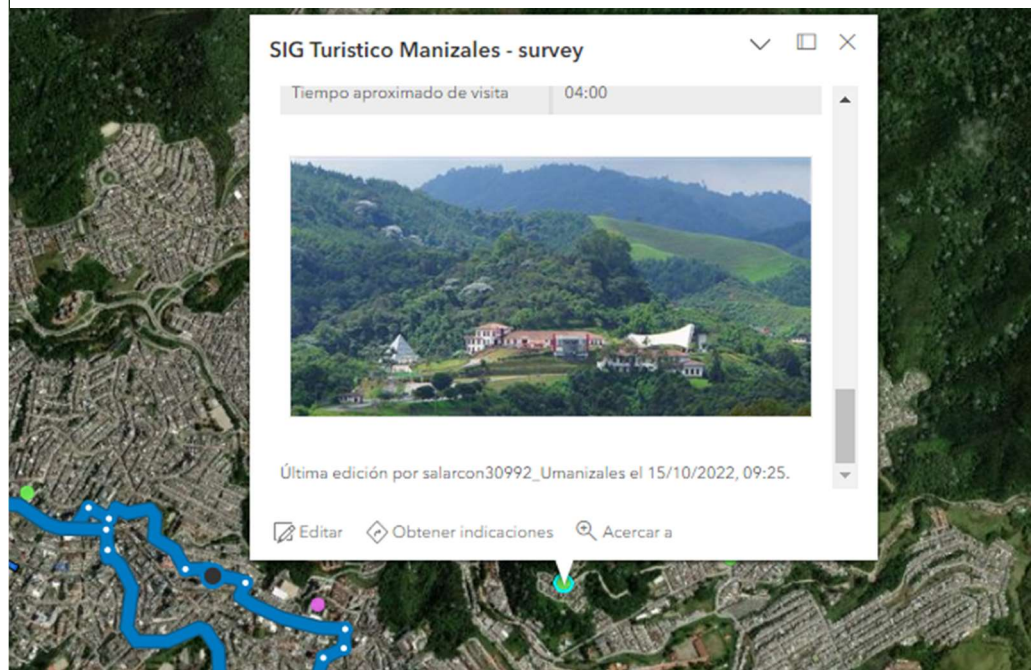 SIG Turistico Manizales - survey
Tiempo aproximado de visita 04:00
Última edición por salarcon30992_Umanizales el 15/10/2022, 09:25.
Editar Obtener indicaciones Acercar a